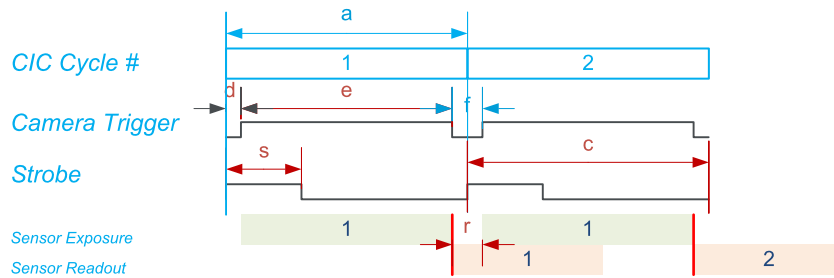 a
CIC Cycle # 1 2
d e f
Camera Trigger
s c
Strobe
Sensor Exposure 1 r 1
Sensor Readout 1 2